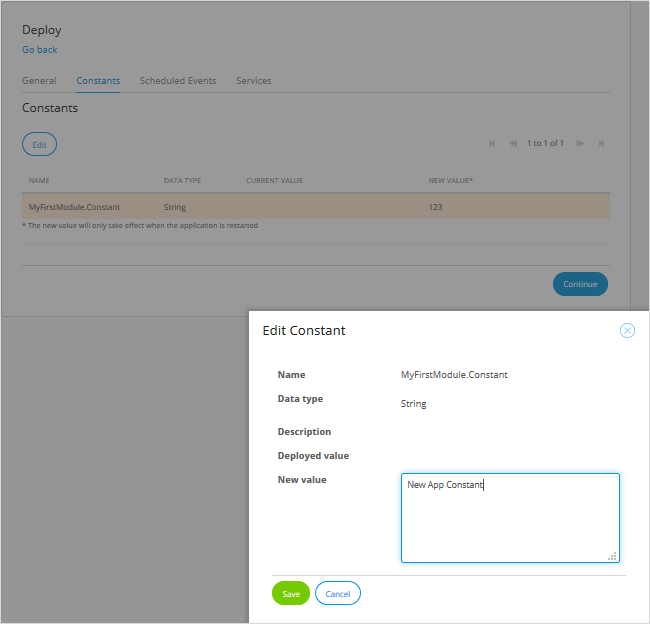 Deploy
Go back
General Constants Scheduled Events Services
Constants
Edit 1 to 1 of 1
NAME DATA TYPE CURRENT VALUE NEW VALUE*
MyFirstModule.Constant String 123
* The new value will only take effect when the application is restarted
Continue
Edit Constant
Name MyFirstModule.Constant
Data type String
Description
Deployed value
New value New App Constant
Save Cancel